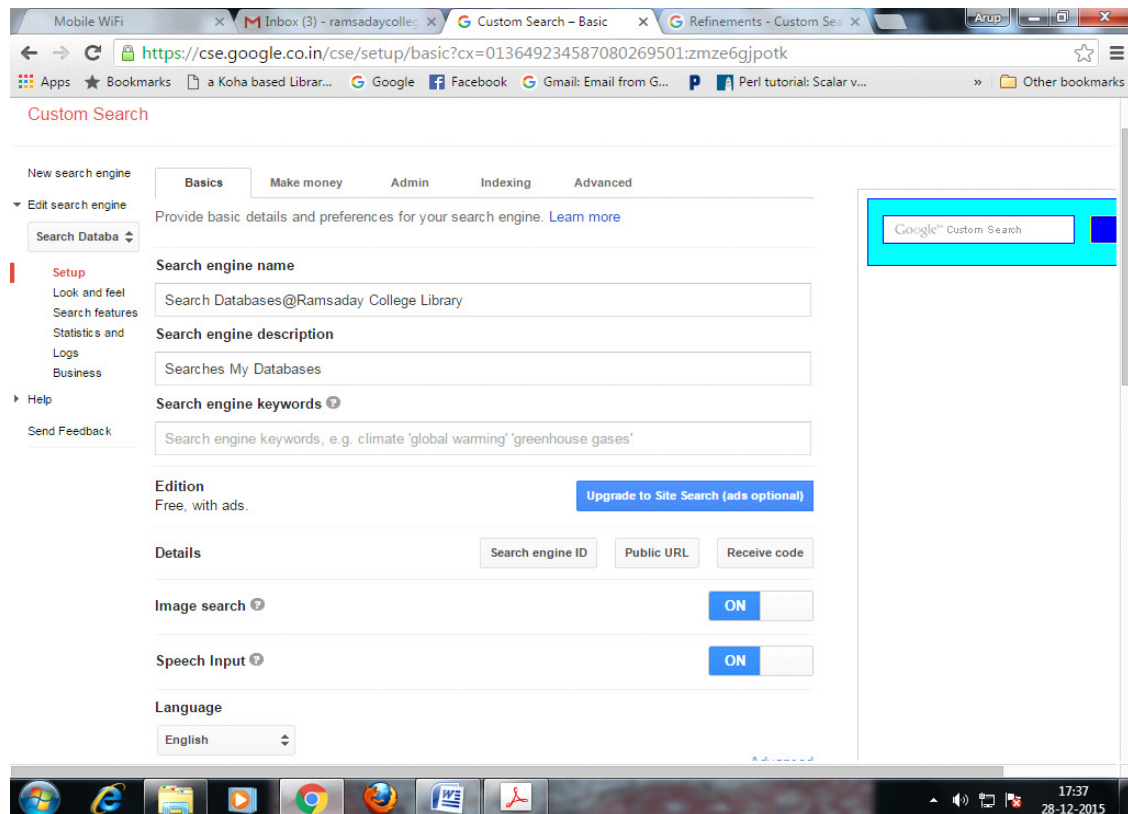 Mobile WiFi
Inbox (3) - ramsadaycolleg
Custom Search – Basic
Refinements - Custom Sea
Arup
https://cse.google.co.in/cse/setup/basic?cx=013649234587080269501:zmze6gjpotk
Apps
Bookmarks
a Koha based Librar...
Google
Facebook
Gmail: Email from G...
Perl tutorial: Scalar v...
»
Other bookmarks
Custom Search
New search engine
Edit search engine
Search Databa
Setup
Look and feel
Search features
Statistics and
Logs
Business
Help
Send Feedback
Basics
Make money
Admin
Indexing
Advanced
Provide basic details and preferences for your search engine. Learn more
Search engine name
Search Databases@Ramsaday College Library
Search engine description
Searches My Databases
Search engine keywords
Search engine keywords, e.g. climate 'global warming' 'greenhouse gases'
Edition
Free, with ads.
Upgrade to Site Search (ads optional)
Details
Search engine ID
Public URL
Receive code
Image search
ON
Speech Input
ON
Language
English
Advanced
Google™ Custom Search
17:37
28-12-2015